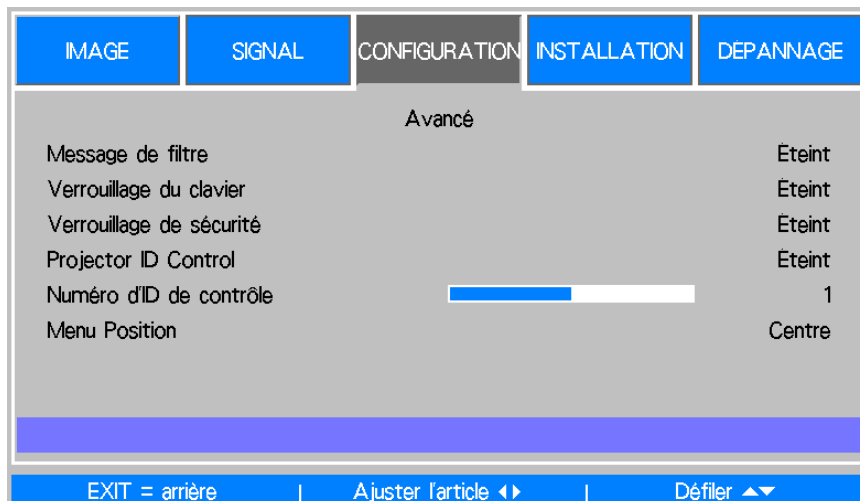 IMAGE SIGNAL CONFIGURATION INSTALLATION DÉPANNAGE
Avancé
Message de filtre Éteint
Verrouillage du clavier Éteint
Verrouillage de sécurité Éteint
Projector ID Control Éteint
Numéro d'ID de contrôle 1
Menu Position Centre
EXIT = arrière | Ajuster l'article ◂▸ | Défiler ▴▾